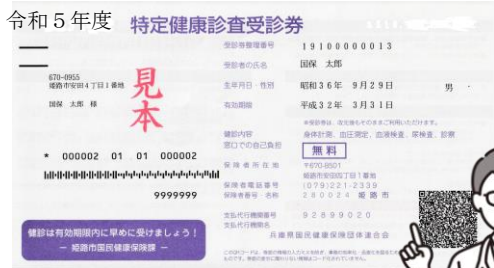 令和５年度 特定健康診査受診券
受診券整理番号 19100000013
受診者の氏名 国保 太郎
670-0955
姫路市安田４丁目１番地
国保 太郎 様
見本
生年月日・性別 昭和36年 9月29日 男
有効期限 平成32年 3月31日
健診内容 身体計測、血圧測定、血液検査、尿検査、診察
窓口での自己負担 無料
* 000002 01 01 000002
9999999
保険者所在地 〒670-8501
姫路市安田四丁目1番地
保険者電話番号 (079)221-2339
保険者番号・名称 280024 姫路市
支払代行機関番号 92899020
支払代行機関名 兵庫県国民健康保険団体連合会
健診は有効期限内に早めに受けましょう！
－ 姫路市国民健康保険課 －